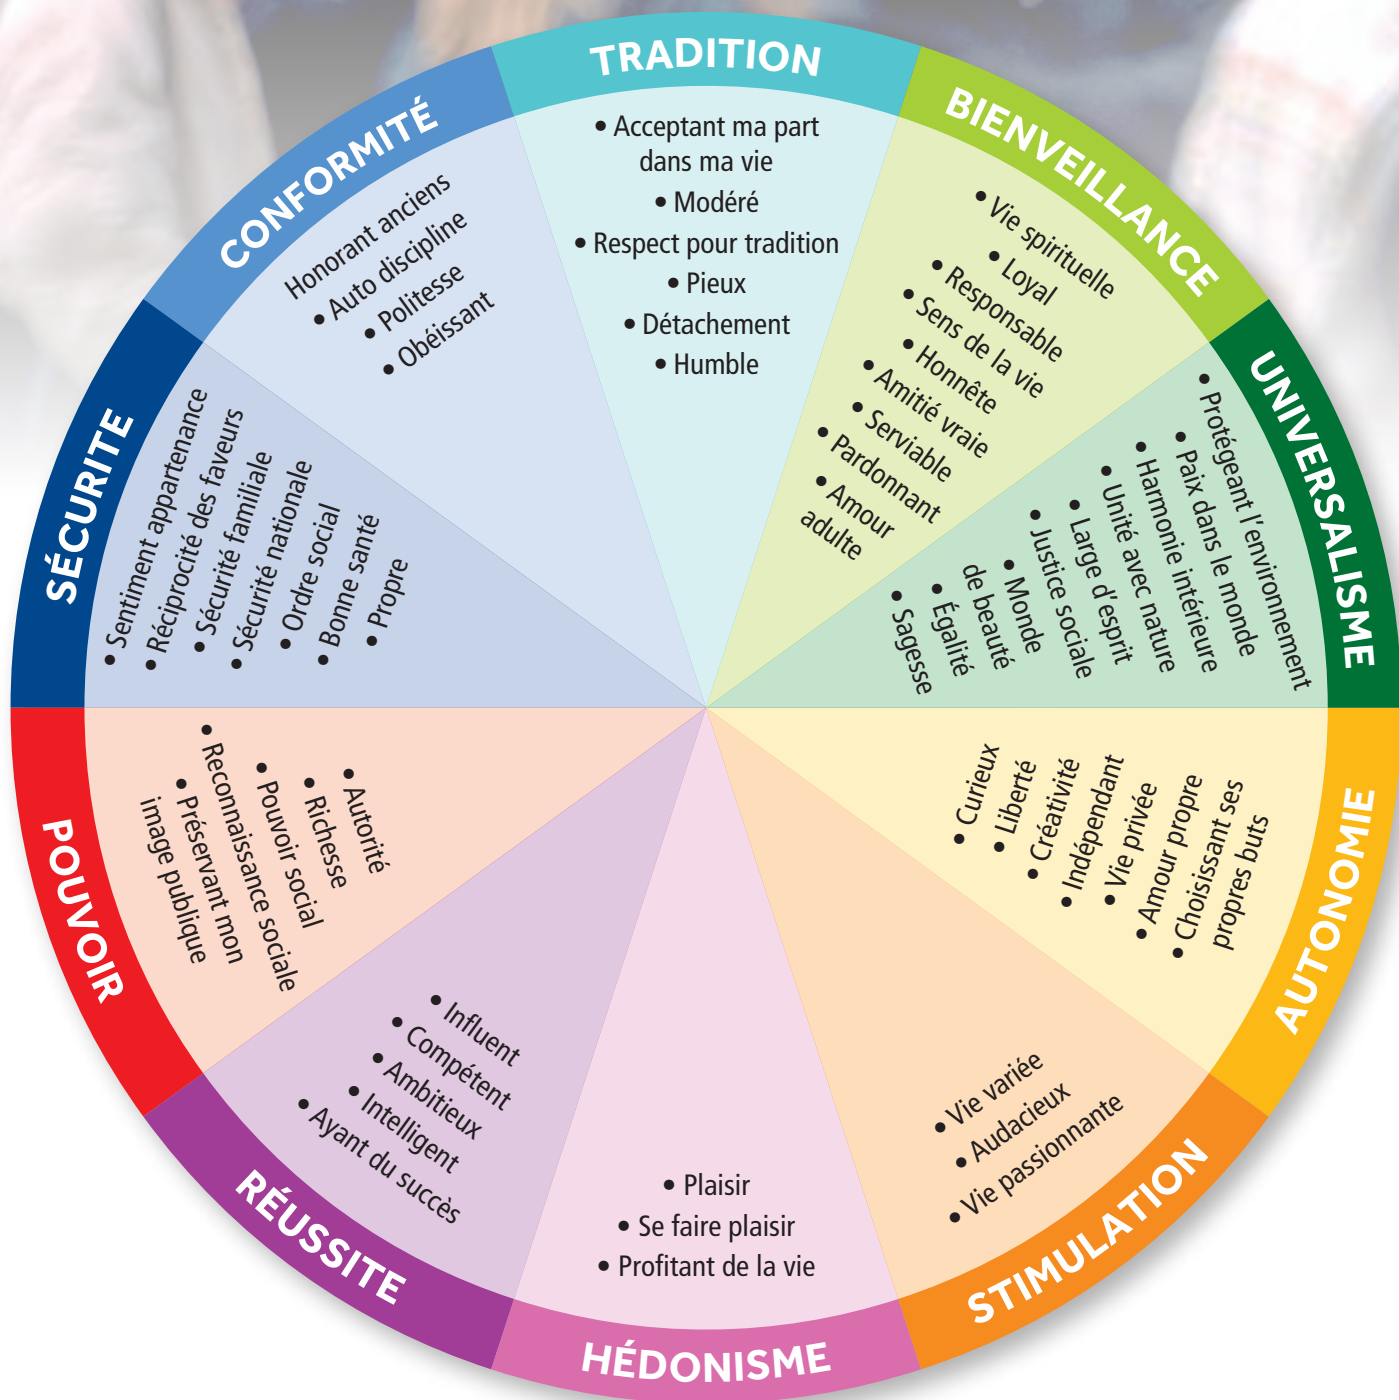 TRADITION
• Acceptant ma part
dans ma vie
• Modéré
• Respect pour tradition
• Pieux
• Détachement
• Humble
BIENVEILLANCE
• Vie spirituelle
• Loyal
• Responsable
• Sens de la vie
• Honnête
• Amitié vraie
• Serviable
• Pardonnant
• Amour
adulte
UNIVERSALISME
• Protégeant l'environnement
• Paix dans le monde
• Harmonie intérieure
• Unité avec nature
• Large d'esprit
• Justice sociale
• Monde
de beauté
• Égalité
• Sagesse
AUTONOMIE
• Curieux
• Liberté
• Créativité
• Indépendant
• Vie privée
• Amour propre
• Choisissant ses
propres buts
STIMULATION
• Vie variée
• Audacieux
• Vie passionnante
HÉDONISME
• Plaisir
• Se faire plaisir
• Profitant de la vie
RÉUSSITE
• Influent
• Compétent
• Ambitieux
• Intelligent
• Ayant du succès
POUVOIR
• Autorité
• Richesse
• Pouvoir social
• Reconnaissance sociale
• Préservant mon
image publique
SÉCURITE
• Sentiment appartenance
• Réciprocité des faveurs
• Sécurité familiale
• Sécurité nationale
• Ordre social
• Bonne santé
• Propre
CONFORMITÉ
Honorant anciens
• Auto discipline
• Politesse
• Obéissant